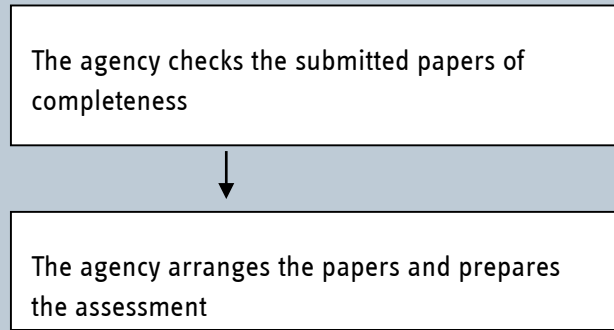 The agency checks the submitted papers of
completeness
The agency arranges the papers and prepares
the assessment